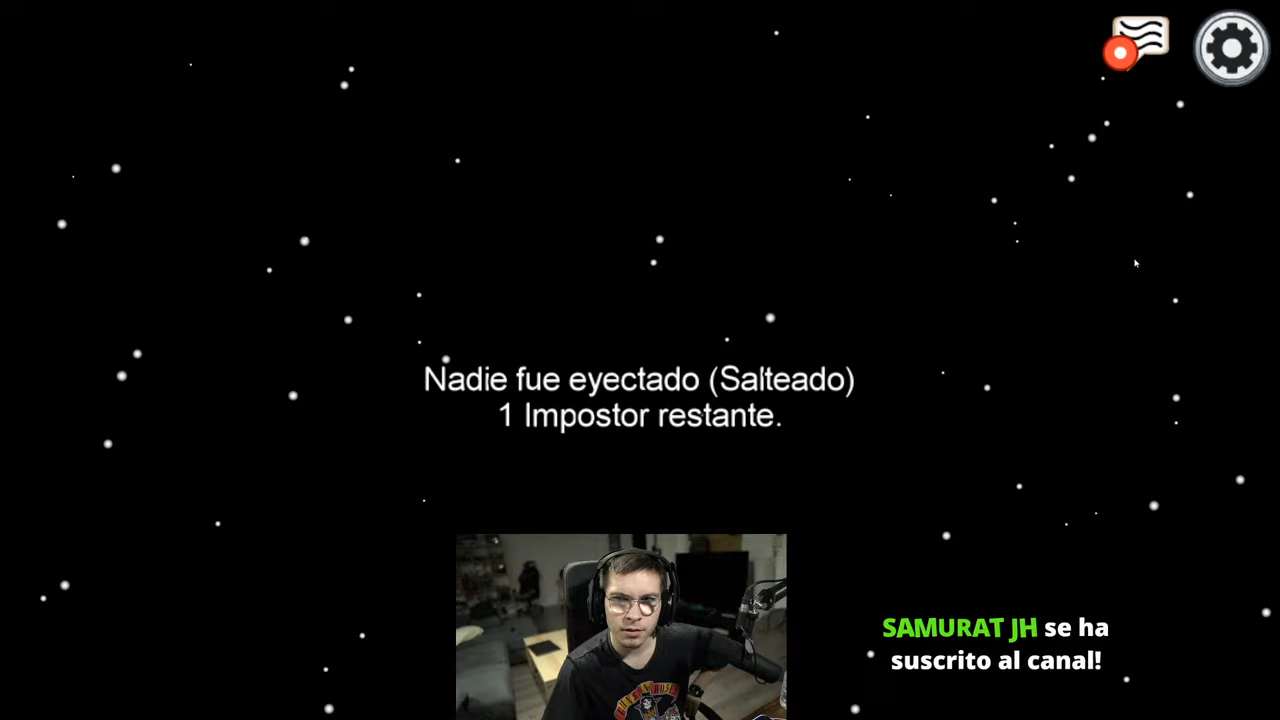 Nadie fue eyectado (Salteado)
1 Impostor restante.
SAMURAT JH se ha
suscrito al canal!